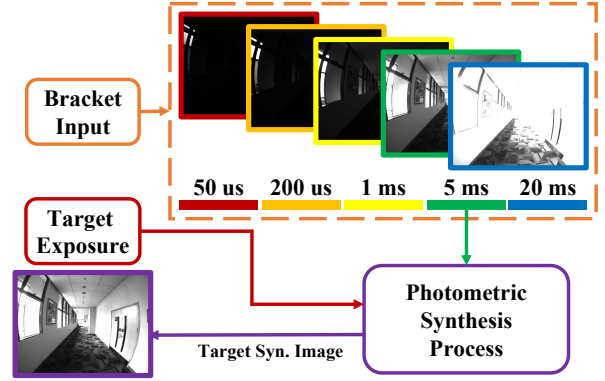 Bracket
Input
50 us
200 us
1 ms
5 ms
20 ms
Target
Exposure
Photometric
Synthesis
Process
Target Syn. Image